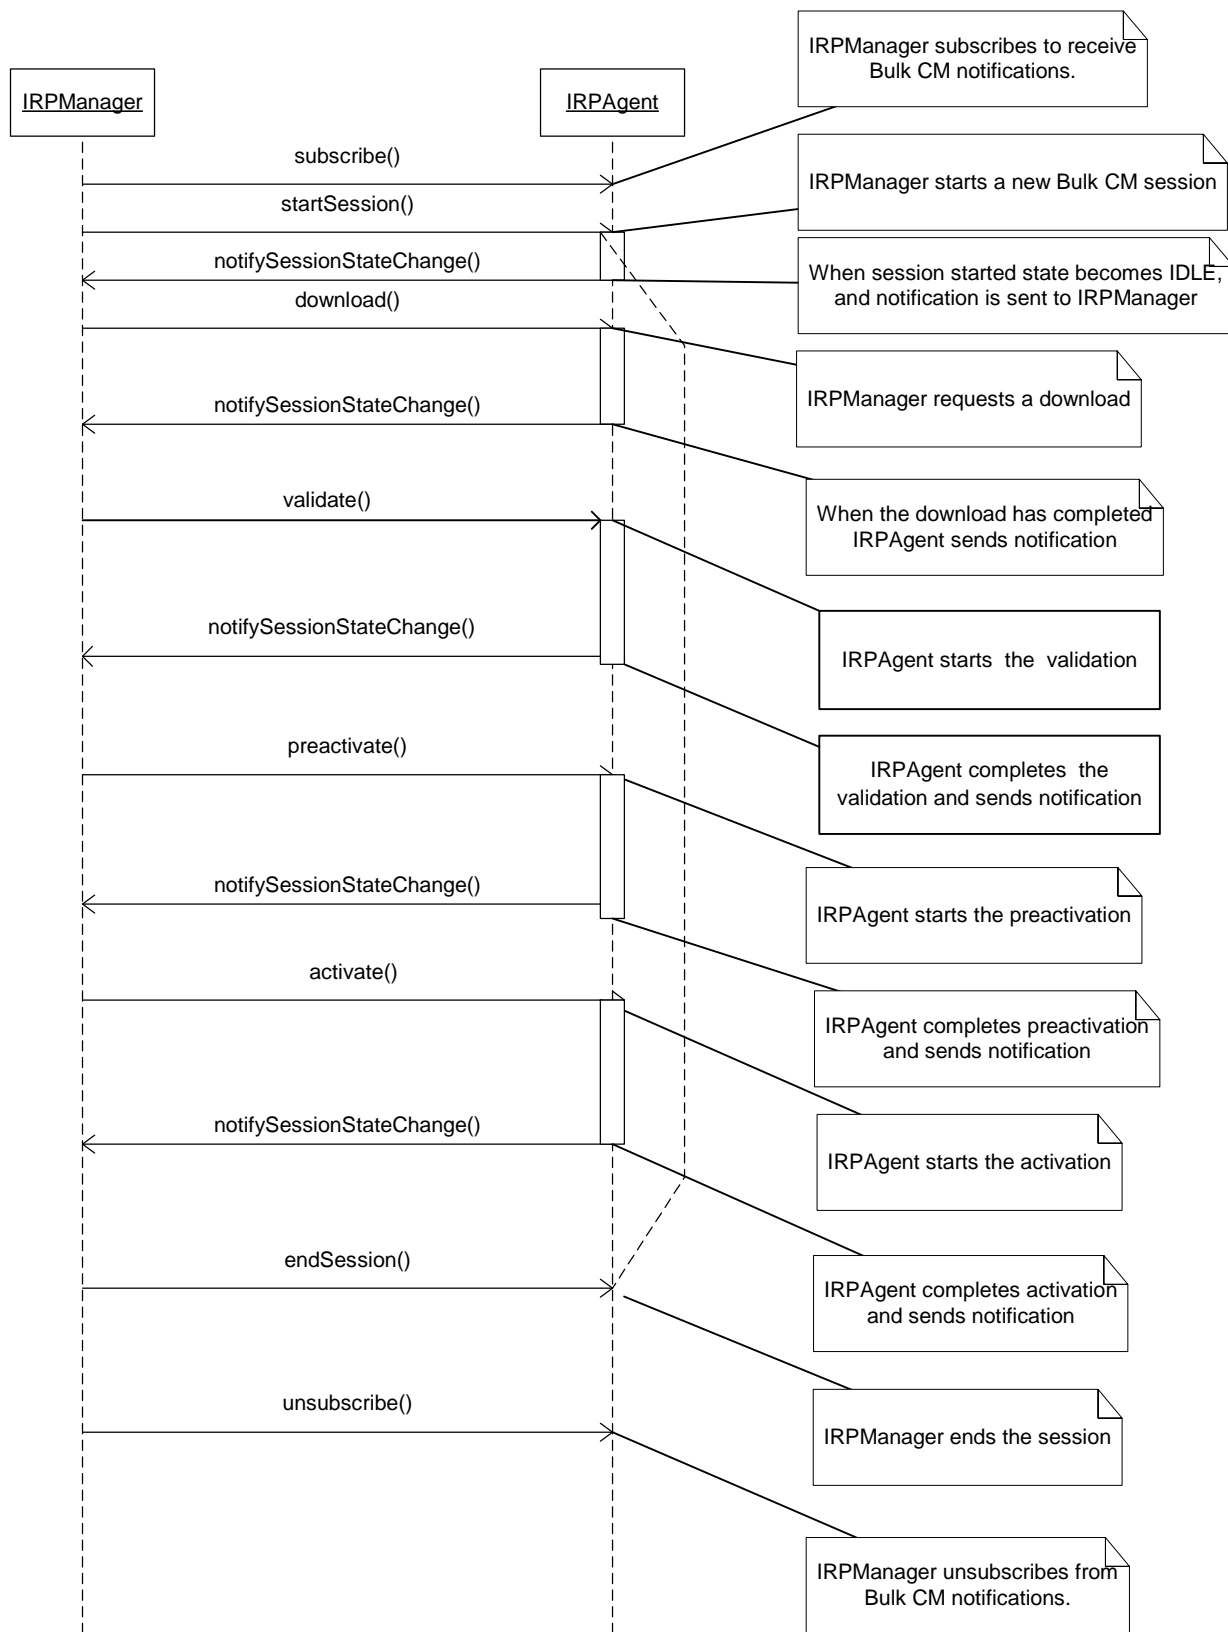 IRPManager
IRPAgent
IRPManager subscribes to receive
Bulk CM notifications.
subscribe()
IRPManager starts a new Bulk CM session
startSession()
notifySessionStateChange()
When session started state becomes IDLE,
and notification is sent to IRPManager
download()
IRPManager requests a download
notifySessionStateChange()
validate()
When the download has completed
IRPAgent sends notification
notifySessionStateChange()
IRPAgent starts the validation
preactivate()
IRPAgent completes the
validation and sends notification
notifySessionStateChange()
IRPAgent starts the preactivation
activate()
IRPAgent completes preactivation
and sends notification
notifySessionStateChange()
IRPAgent starts the activation
endSession()
IRPAgent completes activation
and sends notification
unsubscribe()
IRPManager ends the session
IRPManager unsubscribes from
Bulk CM notifications.